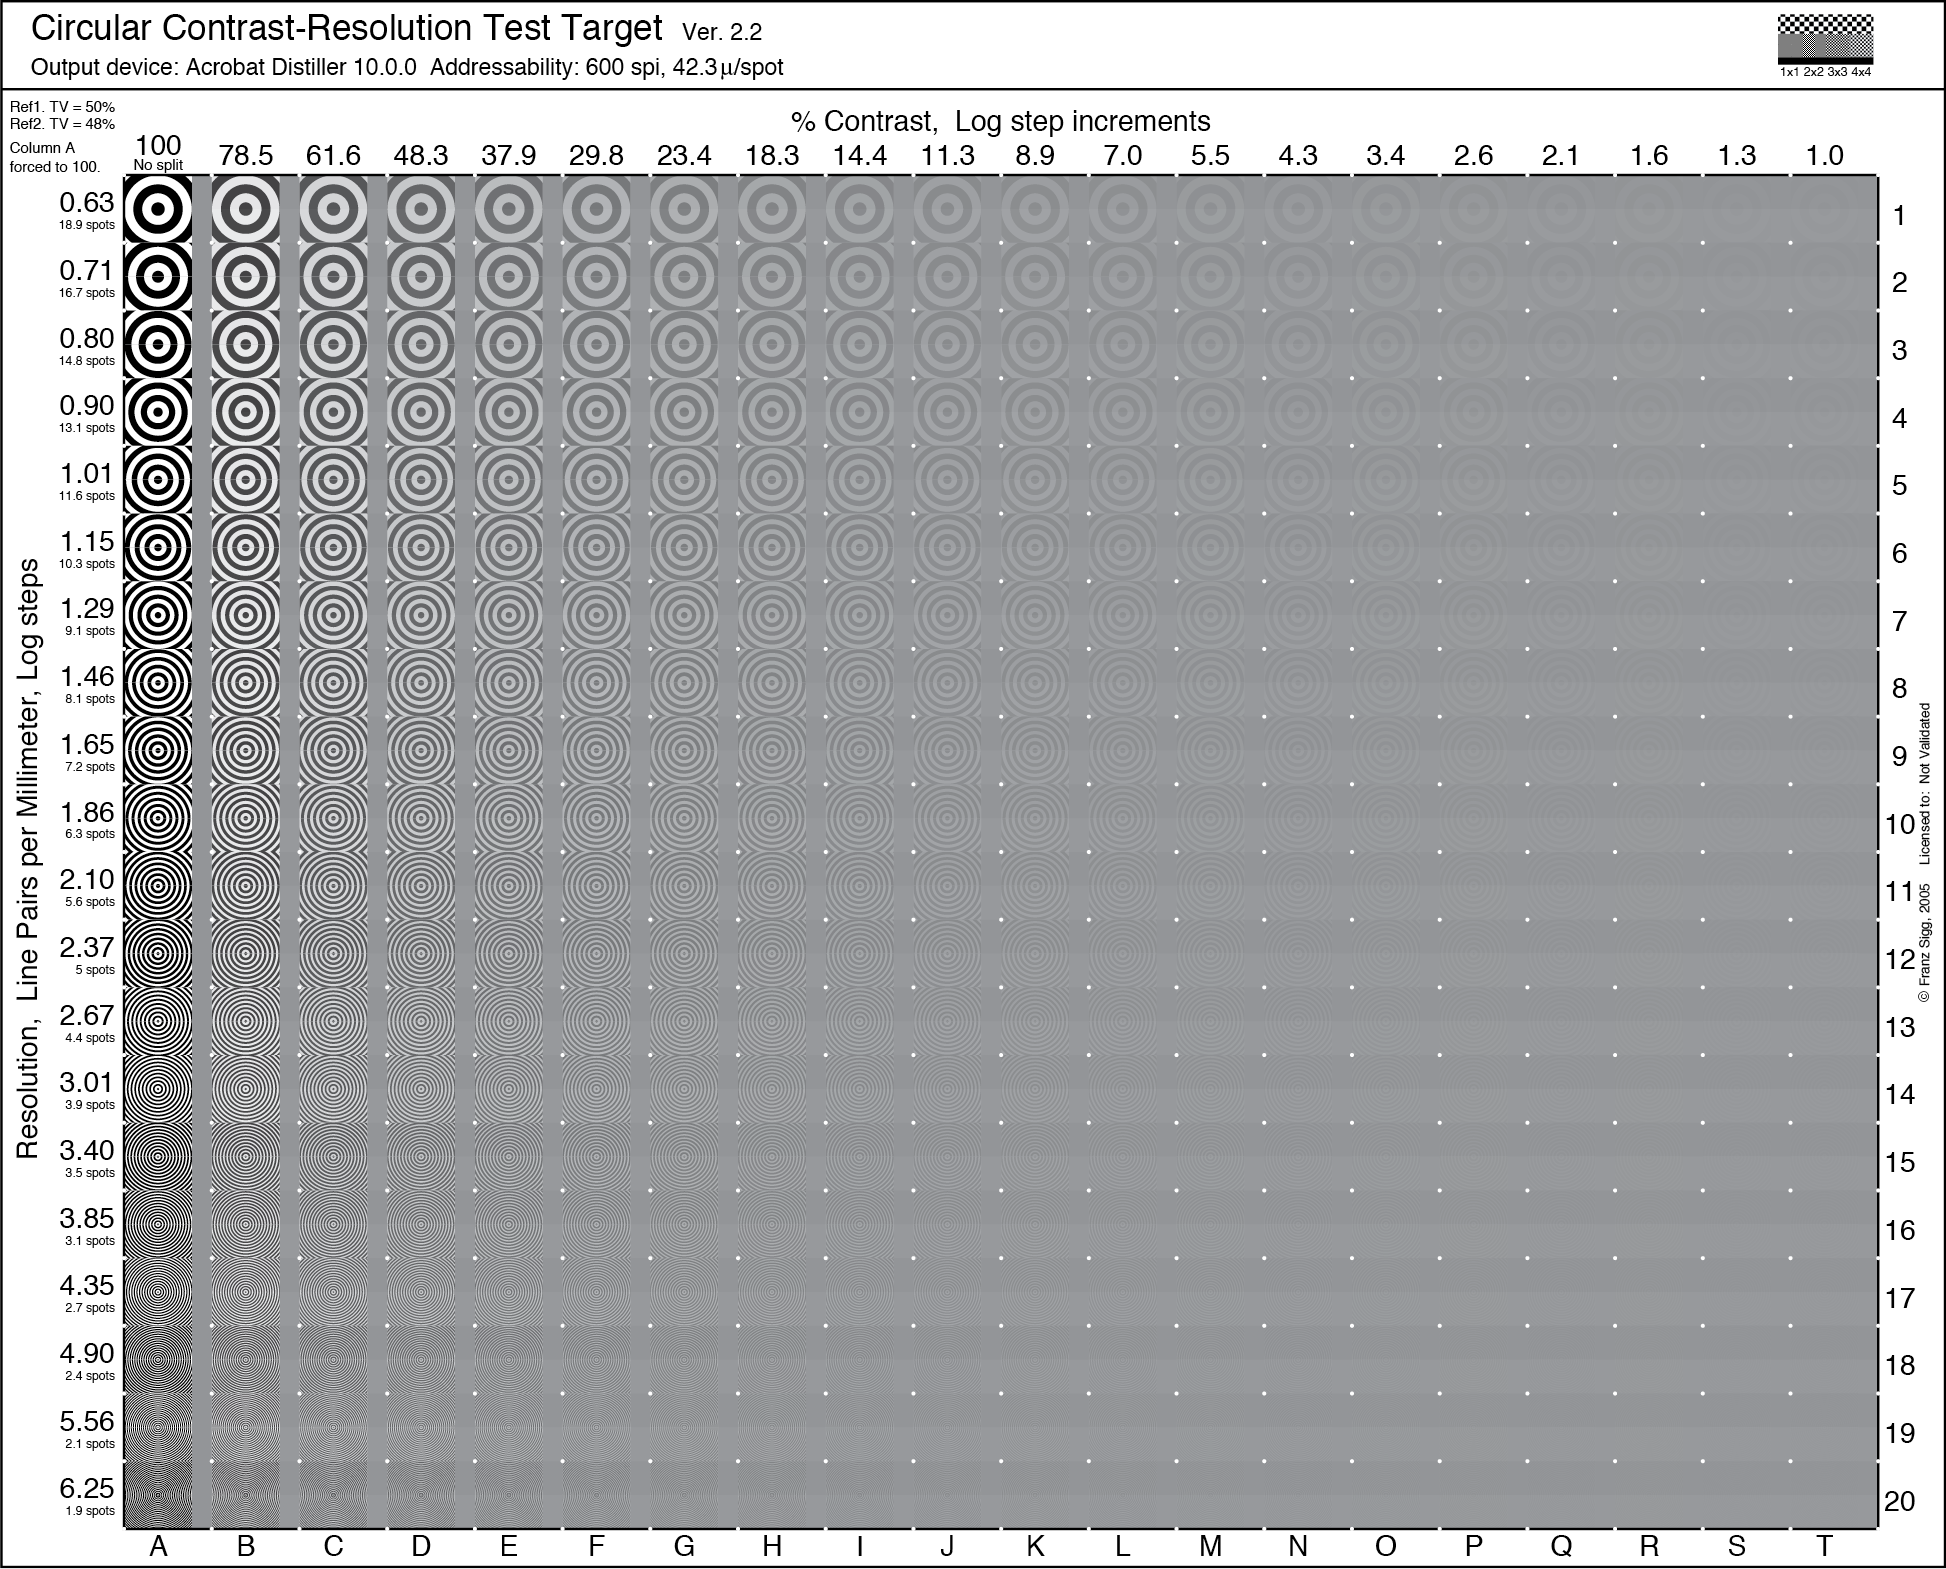 Circular Contrast-Resolution Test Target Ver. 2.2
Output device: Acrobat Distiller 10.0.0 Addressability: 600 spi, 42.3µ/spot
1x1 2x2 3x3 4x4
Ref1. TV = 50%
Ref2. TV = 48%
% Contrast, Log step increments
Column A
forced to 100.
100 78.5 61.6 48.3 37.9 29.8 23.4 18.3 14.4 11.3 8.9 7.0 5.5 4.3 3.4 2.6 2.1 1.6 1.3 1.0
No split
0.63 1
18.9 spots
0.71 2
16.7 spots
0.80 3
14.8 spots
0.90 4
13.1 spots
1.01 5
11.6 spots
1.15 6
10.3 spots
1.29 7
9.1 spots
1.46 8
8.1 spots
1.65 9
7.2 spots
1.86 10
6.3 spots
2.10 11
5.6 spots
2.37 12
5 spots
2.67 13
4.4 spots
3.01 14
3.9 spots
3.40 15
3.5 spots
3.85 16
3.1 spots
4.35 17
2.7 spots
4.90 18
2.4 spots
5.56 19
2.1 spots
6.25 20
1.9 spots
A B C D E F G H I J K L M N O P Q R S T
Resolution, Line Pairs per Millimeter, Log steps
© Franz Sigg, 2005 Licensed to: Not Validated